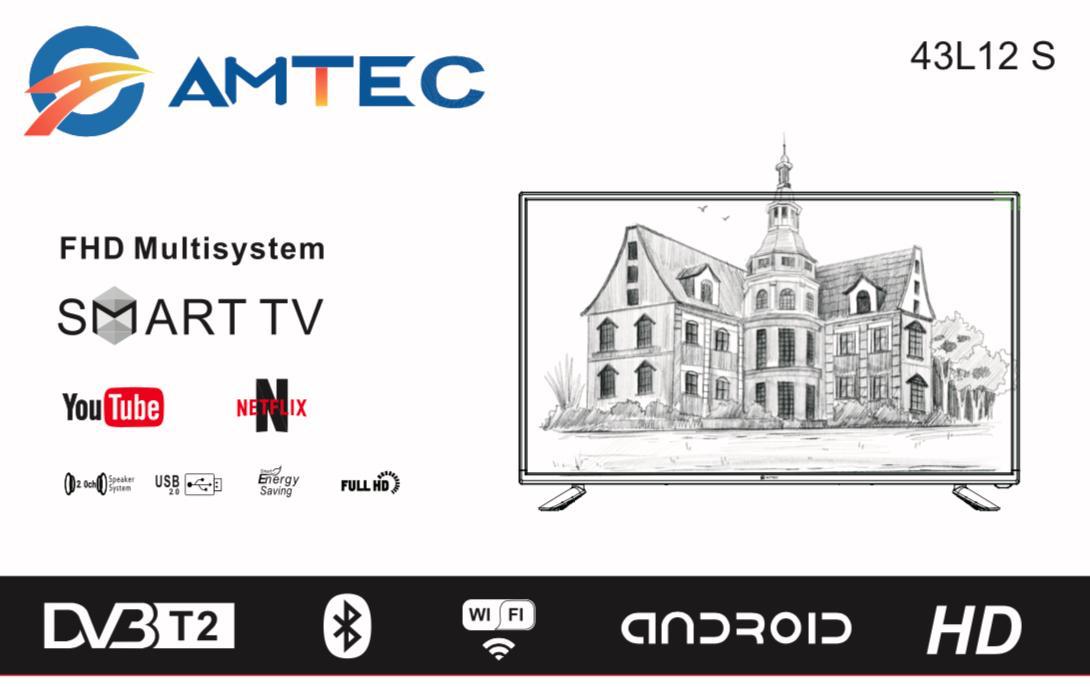 AMTEC
43L12 S
FHD Multisystem
SMART TV
YouTube
NETFLIX
2.0ch Speaker System
USB 2.0
Smart Energy Saving
FULL HD
AMTEC
DVB T2
WI FI
ANDROID
HD